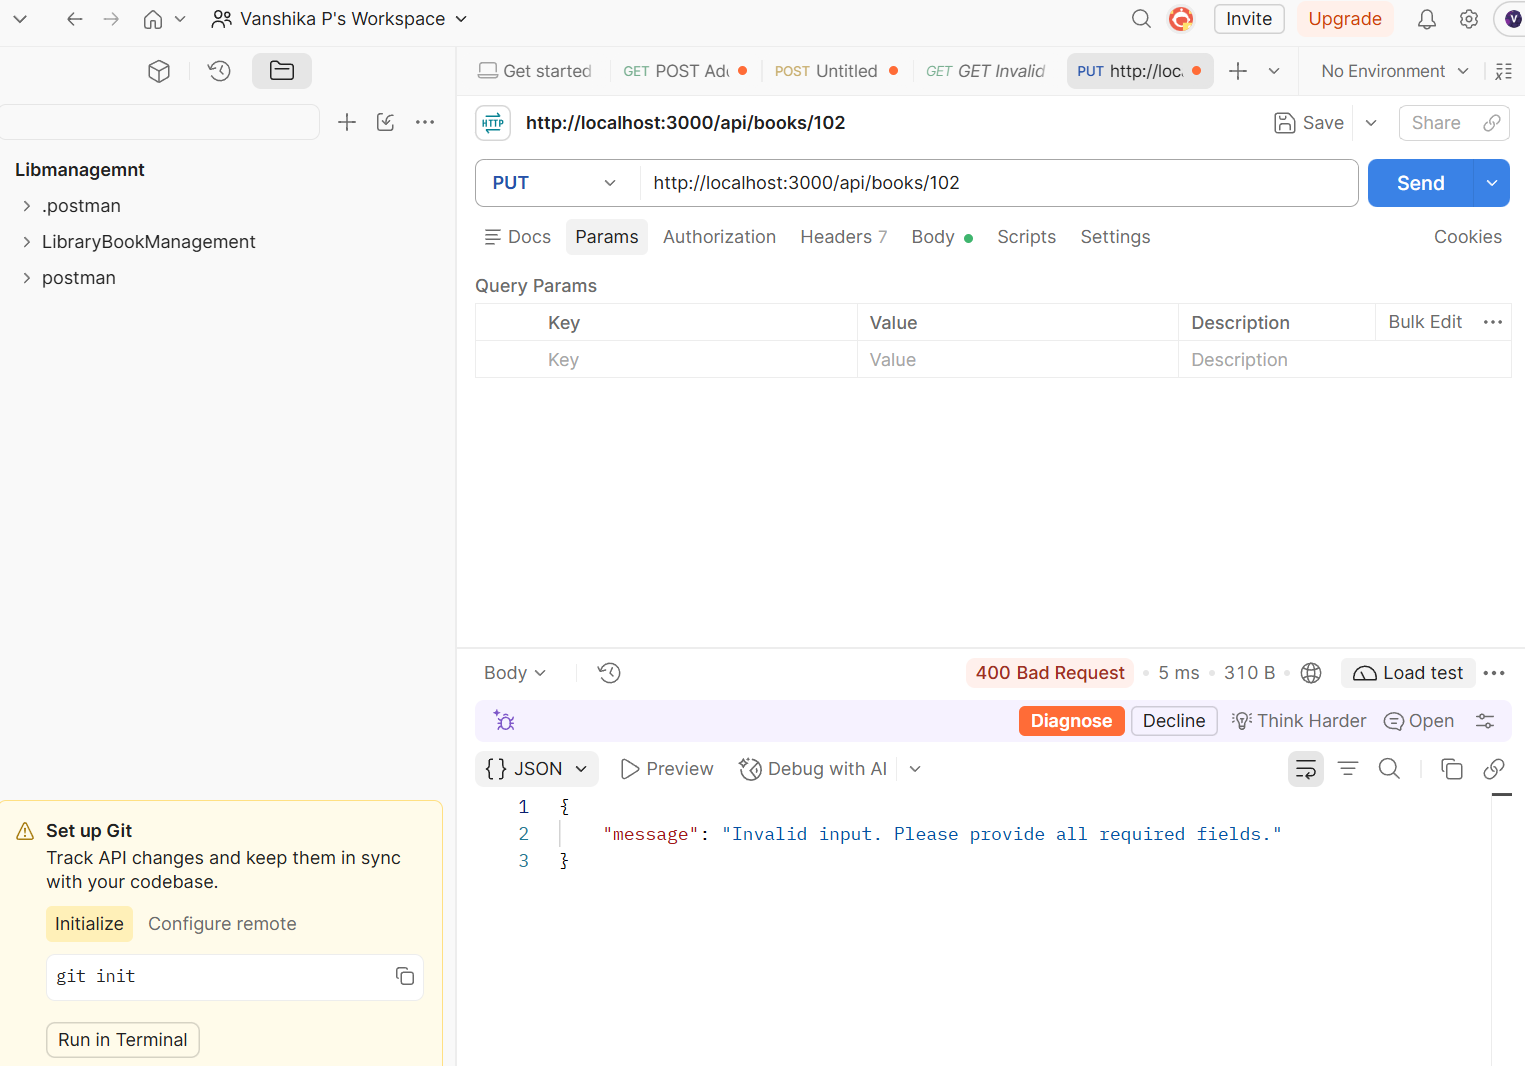 Vanshika P's Workspace
Invite
Upgrade
V
Get started
GET POST Ad
POST Untitled
GET GET Invalid
PUT http://loc
No Environment
HTTP
http://localhost:3000/api/books/102
Save
Share
Libmanagemnt
.postman
LibraryBookManagement
postman
PUT
http://localhost:3000/api/books/102
Send
Docs
Params
Authorization
Headers 7
Body
Scripts
Settings
Cookies
Query Params
Key Value Description Bulk Edit
Key Value Description
Body
400 Bad Request
5 ms
310 B
Load test
Diagnose
Decline
Think Harder
Open
{} JSON
Preview
Debug with AI
1 {
2 "message": "Invalid input. Please provide all required fields."
3 }
Set up Git
Track API changes and keep them in sync
with your codebase.
Initialize
Configure remote
git init
Run in Terminal